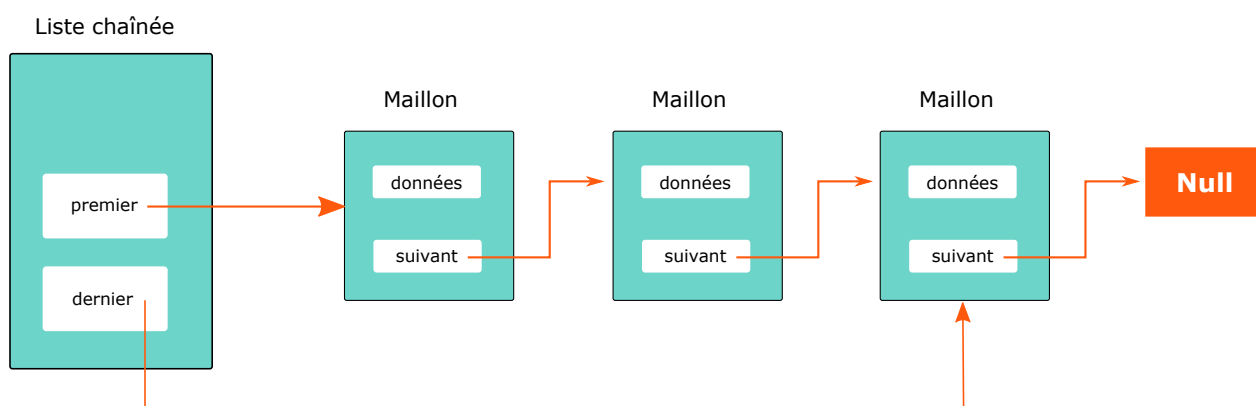 Liste chaînée
premier
dernier
Maillon
données
suivant
Maillon
données
suivant
Maillon
données
suivant
Null